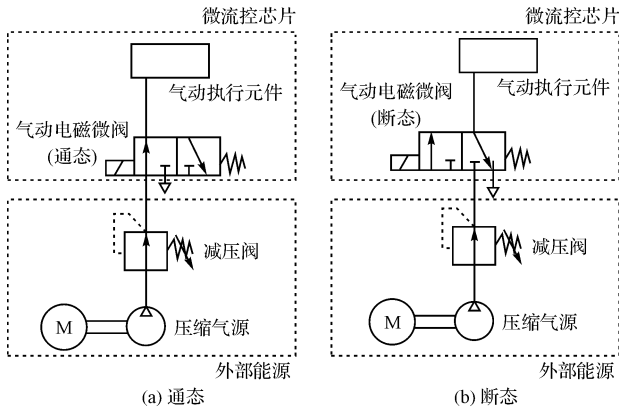 微流控芯片
气动执行元件
气动电磁微阀
(通态)
减压阀
M
压缩气源
外部能源
(a) 通态
微流控芯片
气动执行元件
气动电磁微阀
(断态)
减压阀
M
压缩气源
外部能源
(b) 断态